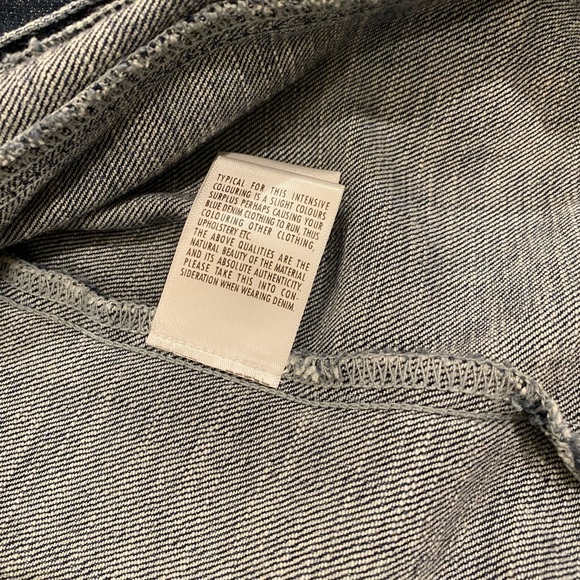 TYPICAL FOR THIS INTENSIVE
COLOURING IS A SLIGHT COLOURS
SURPLUS PERHAPS CAUSING YOUR
BLUE DENIM CLOTHING TO RUN, THUS
COLOURING OTHER CLOTHING,
UPHOLSTERY ETC.
THE ABOVE QUALITIES ARE THE
NATURAL BEAUTY OF THE MATERIAL
AND ITS ABSOLUTE AUTHENTICITY.
PLEASE TAKE THIS INTO CON-
SIDERATION WHEN WEARING DENIM.